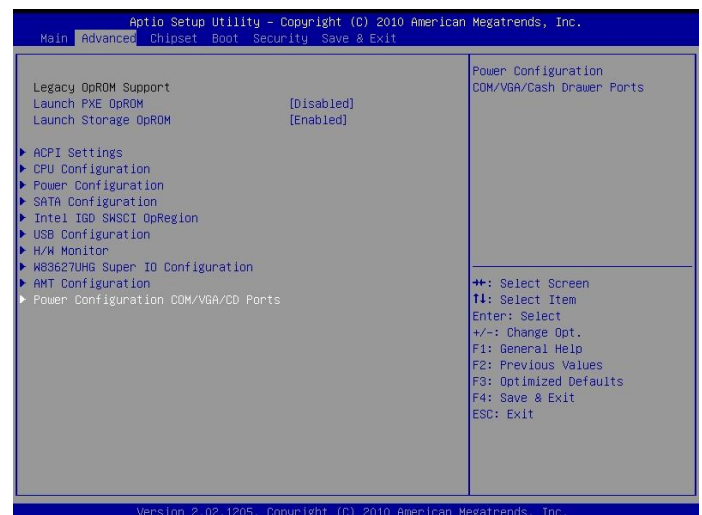 Aptio Setup Utility – Copyright (C) 2010 American Megatrends, Inc.
Main Advanced Chipset Boot Security Save & Exit
Legacy OpROM Support
Launch PXE OpROM [Disabled]
Launch Storage OpROM [Enabled]
▶ ACPI Settings
▶ CPU Configuration
▶ Power Configuration
▶ SATA Configuration
▶ Intel IGD SWSCI OpRegion
▶ USB Configuration
▶ H/W Monitor
▶ W83627UHG Super IO Configuration
▶ AMT Configuration
▶ Power Configuration COM/VGA/CD Ports
Power Configuration
COM/VGA/Cash Drawer Ports
→←: Select Screen
↑↓: Select Item
Enter: Select
+/-: Change Opt.
F1: General Help
F2: Previous Values
F3: Optimized Defaults
F4: Save & Exit
ESC: Exit
Version 2.02.1205. Copyright (C) 2010 American Megatrends, Inc.